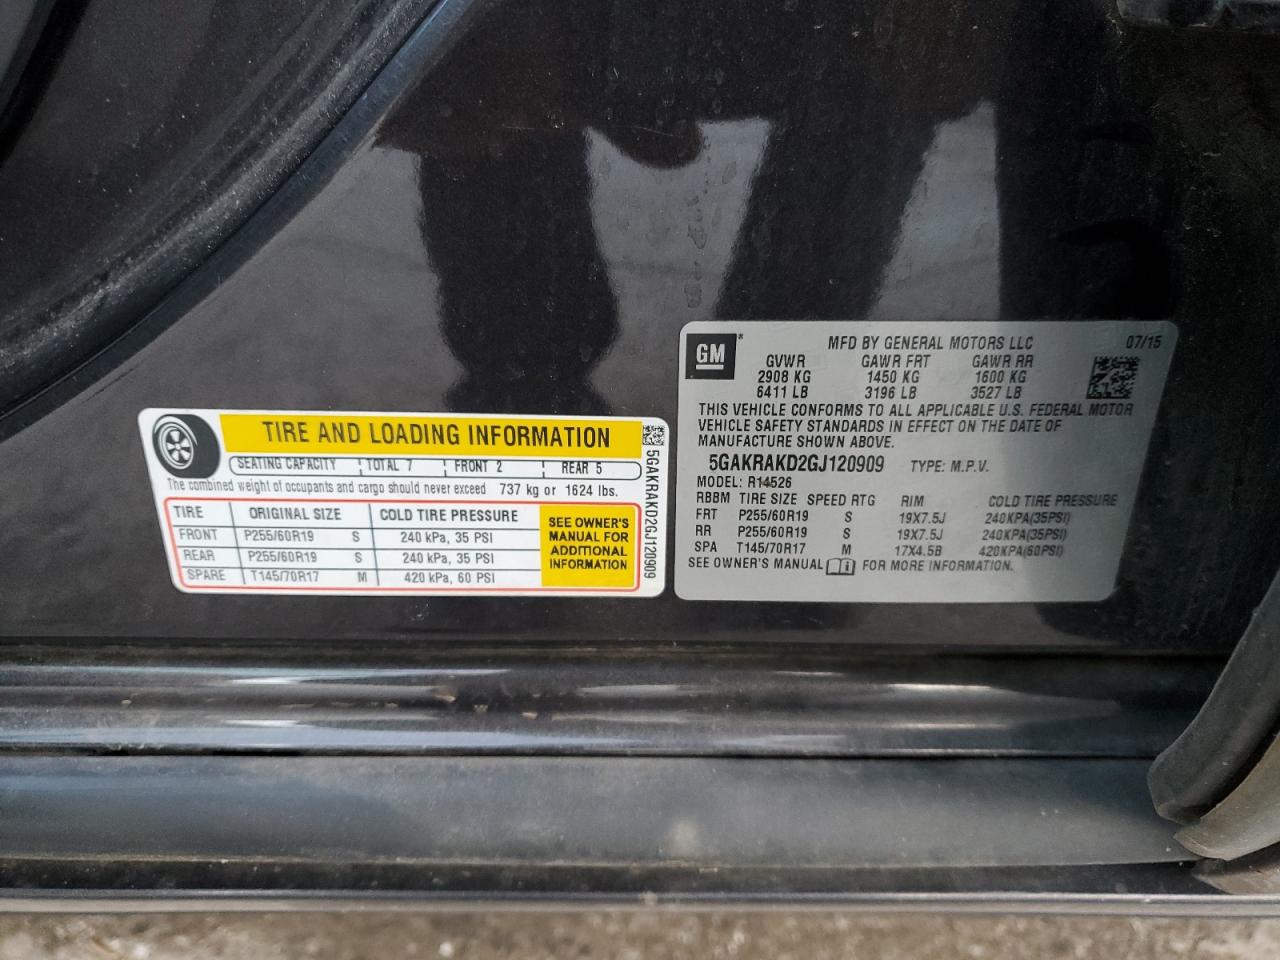 TIRE AND LOADING INFORMATION
SEATING CAPACITY TOTAL 7 FRONT 2 REAR 5
The combined weight of occupants and cargo should never exceed 737 kg or 1624 lbs.
TIRE ORIGINAL SIZE COLD TIRE PRESSURE
FRONT P255/60R19 S 240 kPa, 35 PSI
REAR P255/60R19 S 240 kPa, 35 PSI
SPARE T145/70R17 M 420 kPa, 60 PSI
SEE OWNER'S
MANUAL FOR
ADDITIONAL
INFORMATION
5GAKRAKD2GJ120909
GM
MFD BY GENERAL MOTORS LLC 07/15
GVWR GAWR FRT GAWR RR
2908 KG 1450 KG 1600 KG
6411 LB 3196 LB 3527 LB
THIS VEHICLE CONFORMS TO ALL APPLICABLE U.S. FEDERAL MOTOR
VEHICLE SAFETY STANDARDS IN EFFECT ON THE DATE OF
MANUFACTURE SHOWN ABOVE.
5GAKRAKD2GJ120909 TYPE: M.P.V.
MODEL: R14526
RBBM TIRE SIZE SPEED RTG RIM COLD TIRE PRESSURE
FRT P255/60R19 S 19X7.5J 240KPA(35PSI)
RR P255/60R19 S 19X7.5J 240KPA(35PSI)
SPA T145/70R17 M 17X4.5B 420KPA(60PSI)
SEE OWNER'S MANUAL FOR MORE INFORMATION.